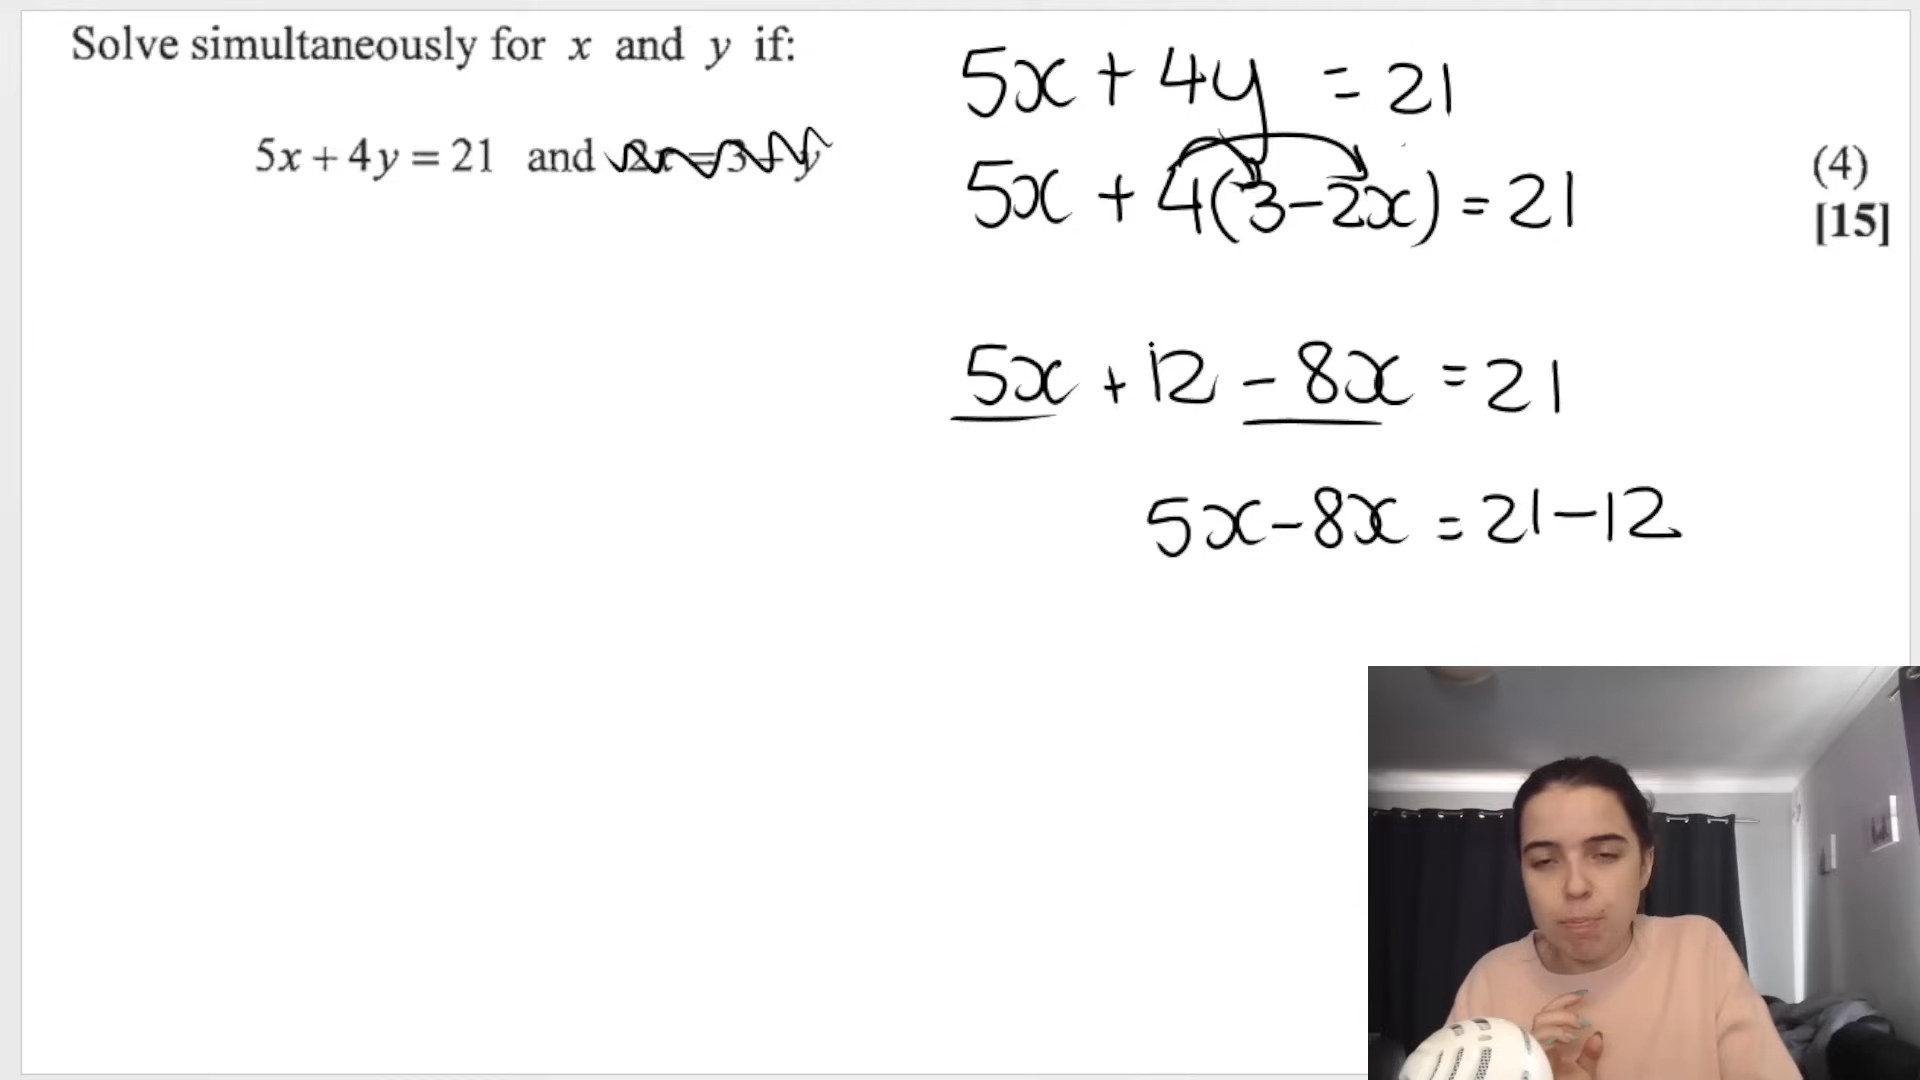 Solve simultaneously for x and y if:
5x + 4y = 21 and
(4)
[15]
5x + 4y = 21
5x + 4(3-2x) = 21
5x + 12 - 8x = 21
5x - 8x = 21 - 12